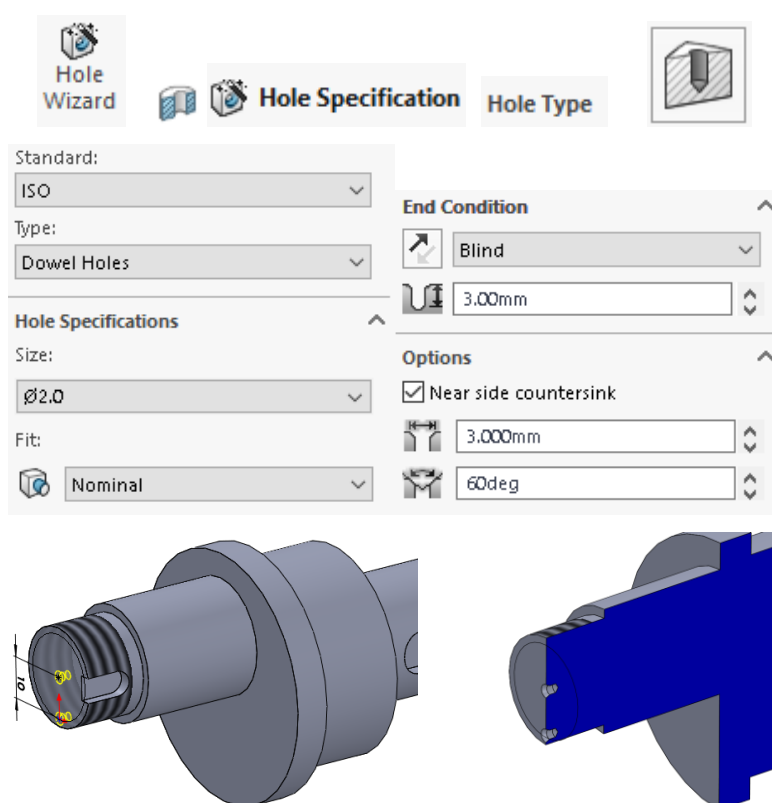 Hole
Wizard
Hole Specification
Hole Type
Standard:
ISO
Type:
Dowel Holes
Hole Specifications
Size:
Ø2.0
Fit:
Nominal
End Condition
Blind
3.00mm
Options
Near side countersink
3.000mm
60deg
10